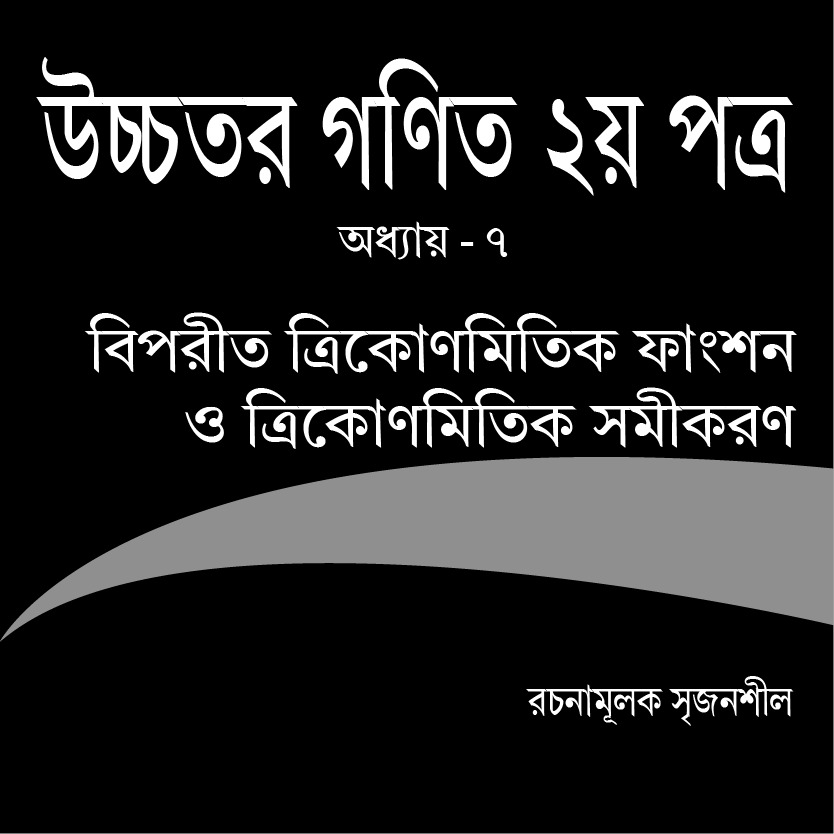 উচ্চতর গণিত ২য় পত্র
অধ্যায় - ৭
বিপরীত ত্রিকোণমিতিক ফাংশন
ও ত্রিকোণমিতিক সমীকরণ
রচনামূলক সৃজনশীল